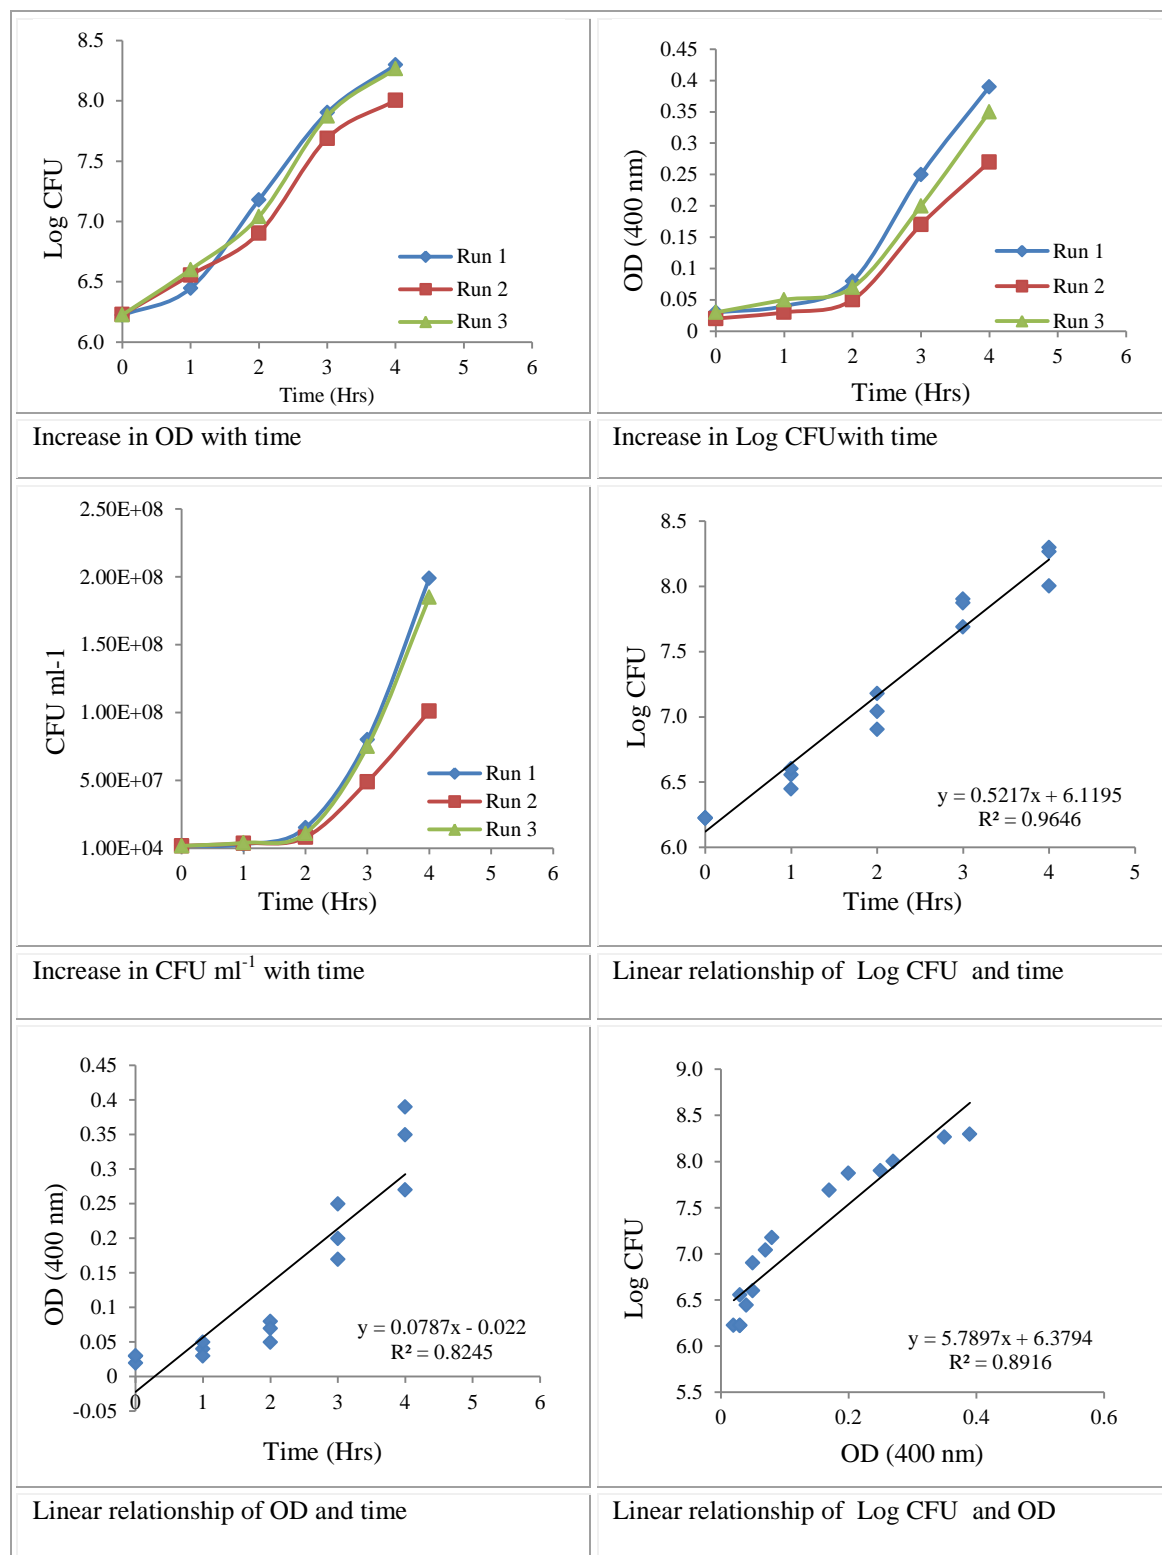 8.5
8.0
7.5
7.0
6.5
6.0
Log CFU
0 1 2 3 4 5 6
Time (Hrs)
Run 1
Run 2
Run 3
Increase in OD with time
0.45
0.4
0.35
0.3
0.25
0.2
0.15
0.1
0.05
0
OD (400 nm)
0 1 2 3 4 5 6
Time (Hrs)
Run 1
Run 2
Run 3
Increase in Log CFUwith time
2.50E+08
2.00E+08
1.50E+08
1.00E+08
5.00E+07
1.00E+04
CFU ml-1
0 1 2 3 4 5 6
Time (Hrs)
Run 1
Run 2
Run 3
Increase in CFU ml-1 with time
8.5
8.0
7.5
7.0
6.5
6.0
Log CFU
0 1 2 3 4 5
Time (Hrs)
y = 0.5217x + 6.1195
R² = 0.9646
Linear relationship of Log CFU and time
0.45
0.4
0.35
0.3
0.25
0.2
0.15
0.1
0.05
0
-0.05
OD (400 nm)
0 1 2 3 4 5 6
Time (Hrs)
y = 0.0787x - 0.022
R² = 0.8245
Linear relationship of OD and time
9.0
8.5
8.0
7.5
7.0
6.5
6.0
5.5
Log CFU
0 0.2 0.4 0.6
OD (400 nm)
y = 5.7897x + 6.3794
R² = 0.8916
Linear relationship of Log CFU and OD